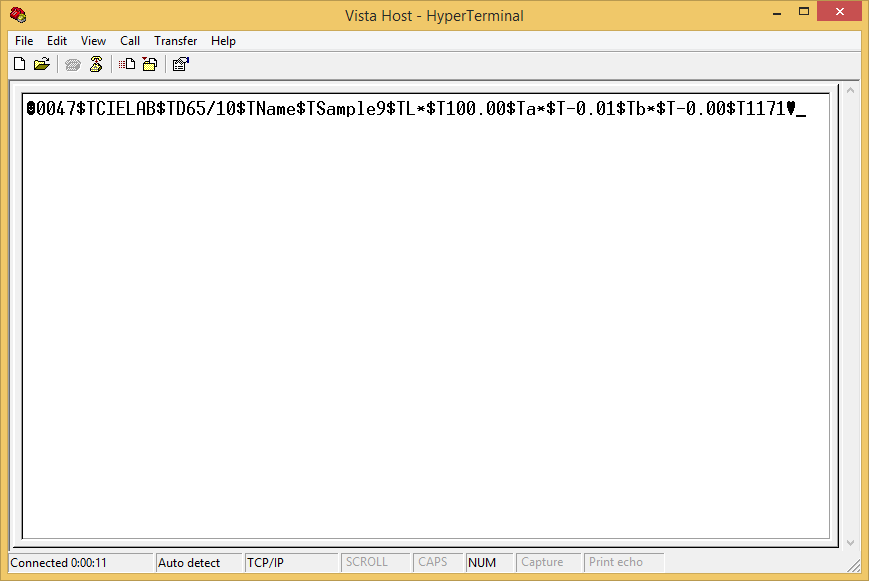 Vista Host - HyperTerminal
File Edit View Call Transfer Help
☻0047$TCIELAB$TD65/10$TName$TSample9$TL*$T100.00$Ta*$T-0.01$Tb*$T-0.00$T1171♥_
Connected 0:00:11 Auto detect TCP/IP SCROLL CAPS NUM Capture Print echo